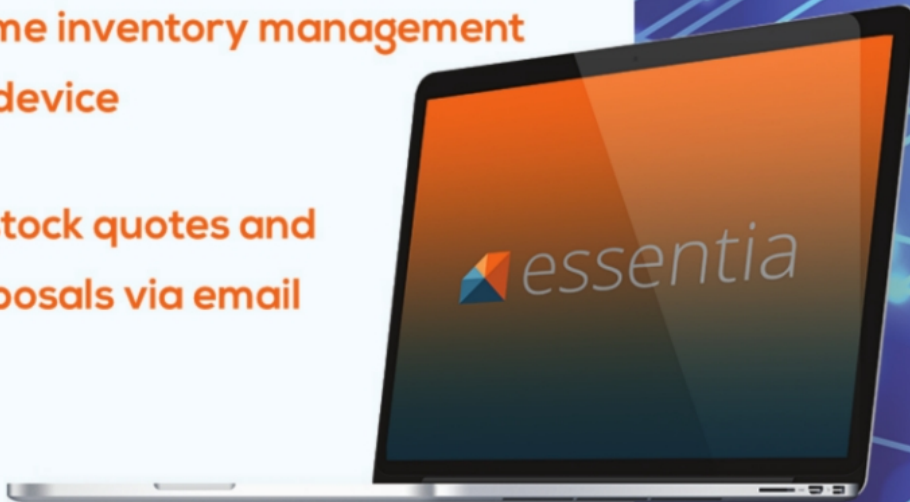 me inventory management
device
tock quotes and
posals via email
essentia